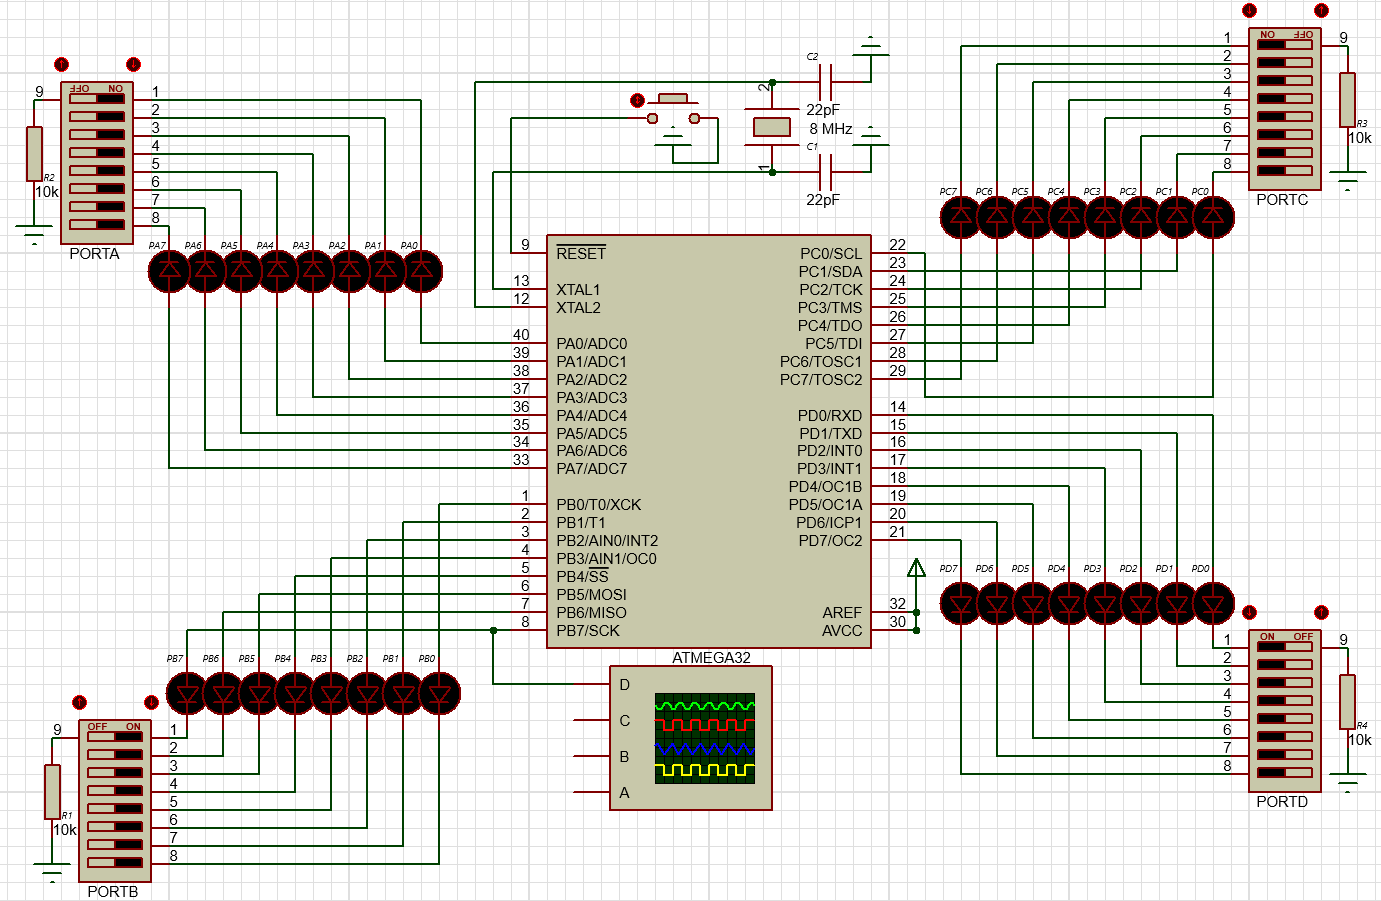 C2
22pF
2
8 MHz
1
C1
22pF
9
OFF ON
1
2
3
4
5
6
7
8
R2
10k
PORTA
PA7 PA6 PA5 PA4 PA3 PA2 PA1 PA0
ON OFF
1
2
3
4
5
6
7
8
9
R3
10k
PORTC
PC7 PC6 PC5 PC4 PC3 PC2 PC1 PC0
9 RESET
13 XTAL1
12 XTAL2
40 PA0/ADC0
39 PA1/ADC1
38 PA2/ADC2
37 PA3/ADC3
36 PA4/ADC4
35 PA5/ADC5
34 PA6/ADC6
33 PA7/ADC7
1 PB0/T0/XCK
2 PB1/T1
3 PB2/AIN0/INT2
4 PB3/AIN1/OC0
5 PB4/SS
6 PB5/MOSI
7 PB6/MISO
8 PB7/SCK
PC0/SCL 22
PC1/SDA 23
PC2/TCK 24
PC3/TMS 25
PC4/TDO 26
PC5/TDI 27
PC6/TOSC1 28
PC7/TOSC2 29
PD0/RXD 14
PD1/TXD 15
PD2/INT0 16
PD3/INT1 17
PD4/OC1B 18
PD5/OC1A 19
PD6/ICP1 20
PD7/OC2 21
AREF 32
AVCC 30
ATMEGA32
PB7 PB6 PB5 PB4 PB3 PB2 PB1 PB0
9
OFF ON
1
2
3
4
5
6
7
8
R1
10k
PORTB
D
C
B
A
PD7 PD6 PD5 PD4 PD3 PD2 PD1 PD0
ON OFF
1
2
3
4
5
6
7
8
9
R4
10k
PORTD